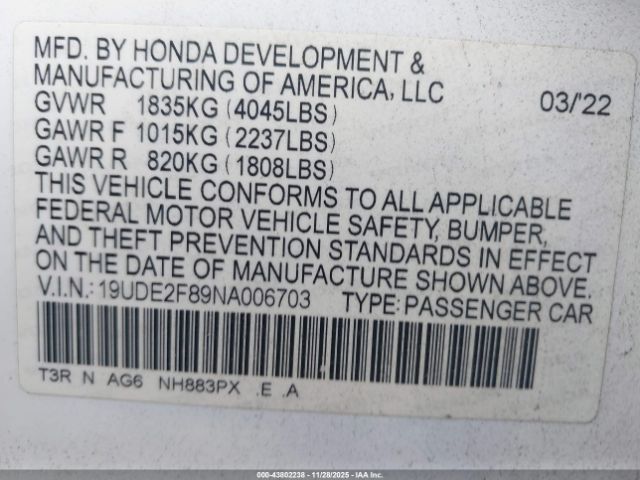 MFD. BY HONDA DEVELOPMENT &
MANUFACTURING OF AMERICA, LLC
03/'22
GVWR 1835KG (4045LBS)
GAWR F 1015KG (2237LBS)
GAWR R 820KG (1808LBS)
THIS VEHICLE CONFORMS TO ALL APPLICABLE
FEDERAL MOTOR VEHICLE SAFETY, BUMPER,
AND THEFT PREVENTION STANDARDS IN EFFECT
ON THE DATE OF MANUFACTURE SHOWN ABOVE.
V.I.N.: 19UDE2F89NA006703 TYPE: PASSENGER CAR
T3R N AG6 NH883PX .E .A
000-43802238 - 11/28/2025 - IAA Inc.